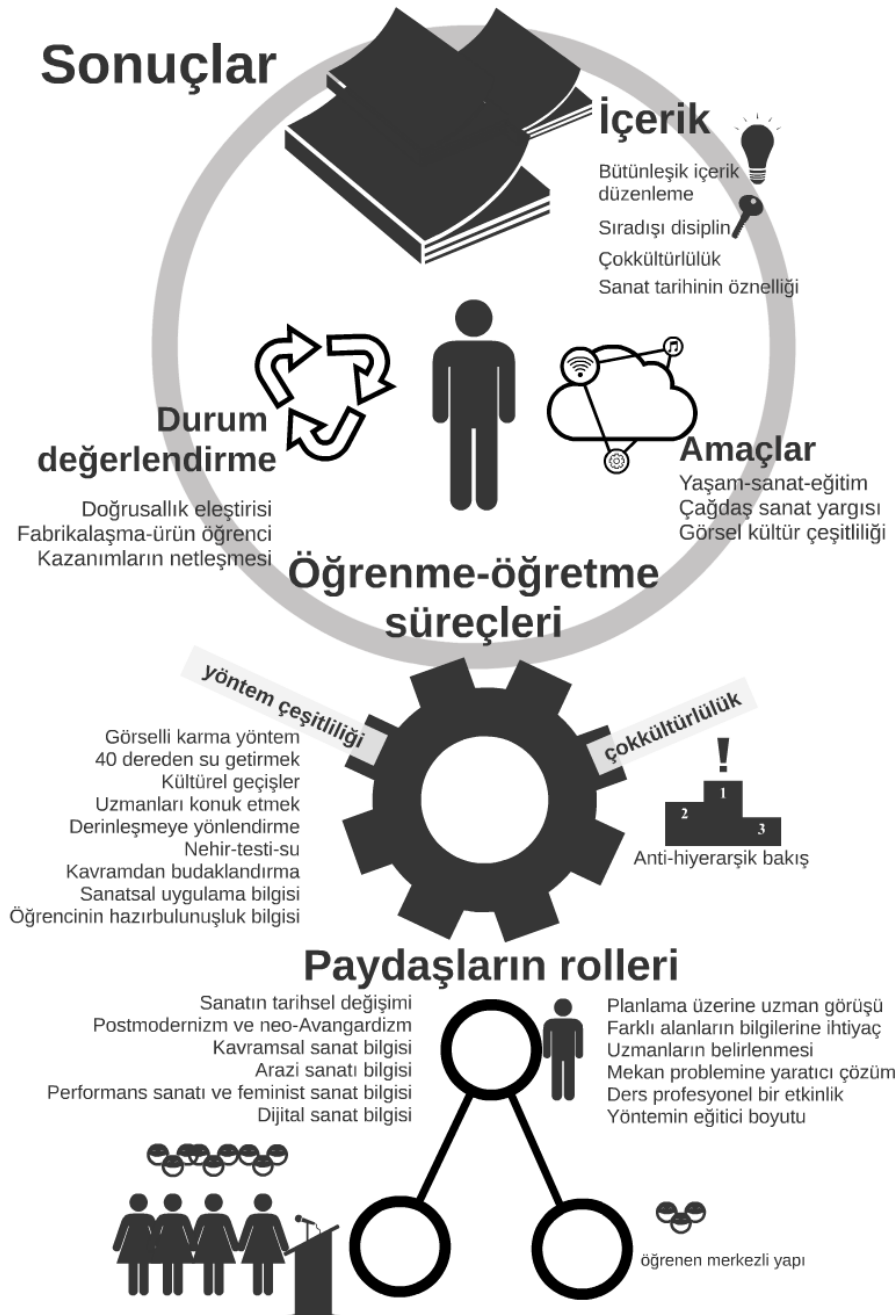 Sonuçlar
İçerik
Bütünleşik içerik
düzenleme
Sıradışı disiplin
Çokkültürlülük
Sanat tarihinin öznelliği
Durum
değerlendirme
Doğrusallık eleştirisi
Fabrikalaşma-ürün öğrenci
Kazanımların netleşmesi
Amaçlar
Yaşam-sanat-eğitim
Çağdaş sanat yargısı
Görsel kültür çeşitliliği
Öğrenme-öğretme
süreçleri
yöntem çeşitliliği
çokkültürlülük
Görselli karma yöntem
40 dereden su getirmek
Kültürel geçişler
Uzmanları konuk etmek
Derinleşmeye yönlendirme
Nehir-testi-su
Kavramdan budaklandırma
Sanatsal uygulama bilgisi
Öğrencinin hazırbulunuşluk bilgisi
!
1
2
3
Anti-hiyerarşik bakış
Paydaşların rolleri
Sanatın tarihsel değişimi
Postmodernizm ve neo-Avangardizm
Kavramsal sanat bilgisi
Arazi sanatı bilgisi
Performans sanatı ve feminist sanat bilgisi
Dijital sanat bilgisi
Planlama üzerine uzman görüşü
Farklı alanların bilgilerine ihtiyaç
Uzmanların belirlenmesi
Mekan problemine yaratıcı çözüm
Ders profesyonel bir etkinlik
Yöntemin eğitici boyutu
öğrenen merkezli yapı